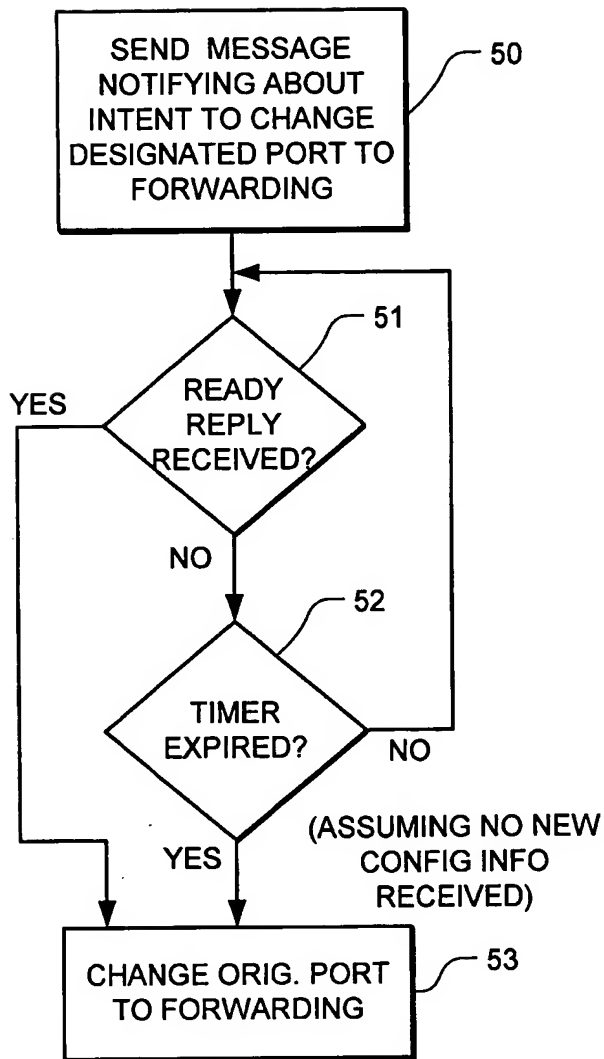 SEND MESSAGE
NOTIFYING ABOUT
INTENT TO CHANGE
DESIGNATED PORT TO
FORWARDING
50
51
YES
READY
REPLY
RECEIVED?
NO
52
TIMER
EXPIRED?
NO
(ASSUMING NO NEW
CONFIG INFO
RECEIVED)
YES
CHANGE ORIG. PORT
TO FORWARDING
53